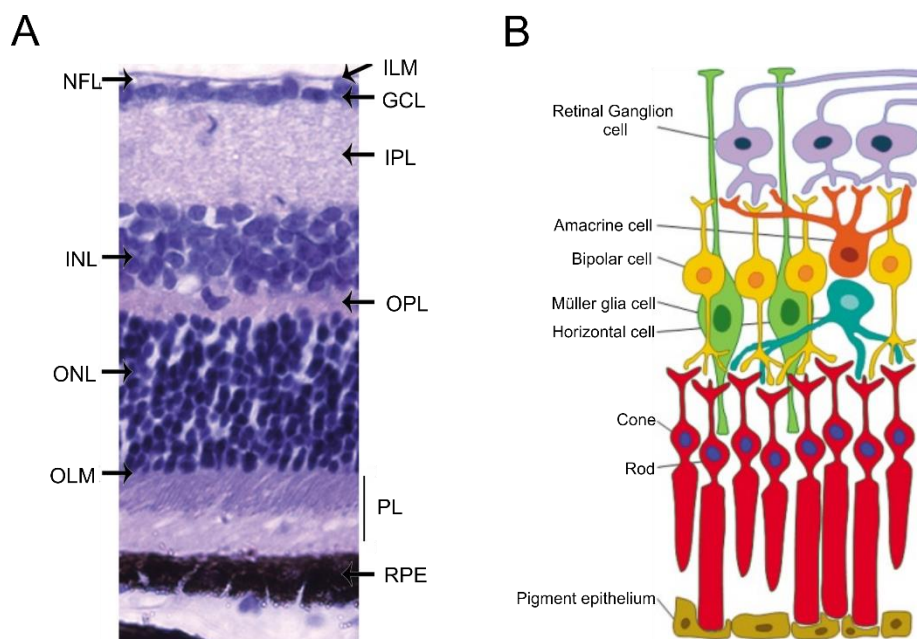 A
B
NFL
ILM
GCL
IPL
INL
OPL
ONL
OLM
PL
RPE
Retinal Ganglion
cell
Amacrine cell
Bipolar cell
Müller glia cell
Horizontal cell
Cone
Rod
Pigment epithelium